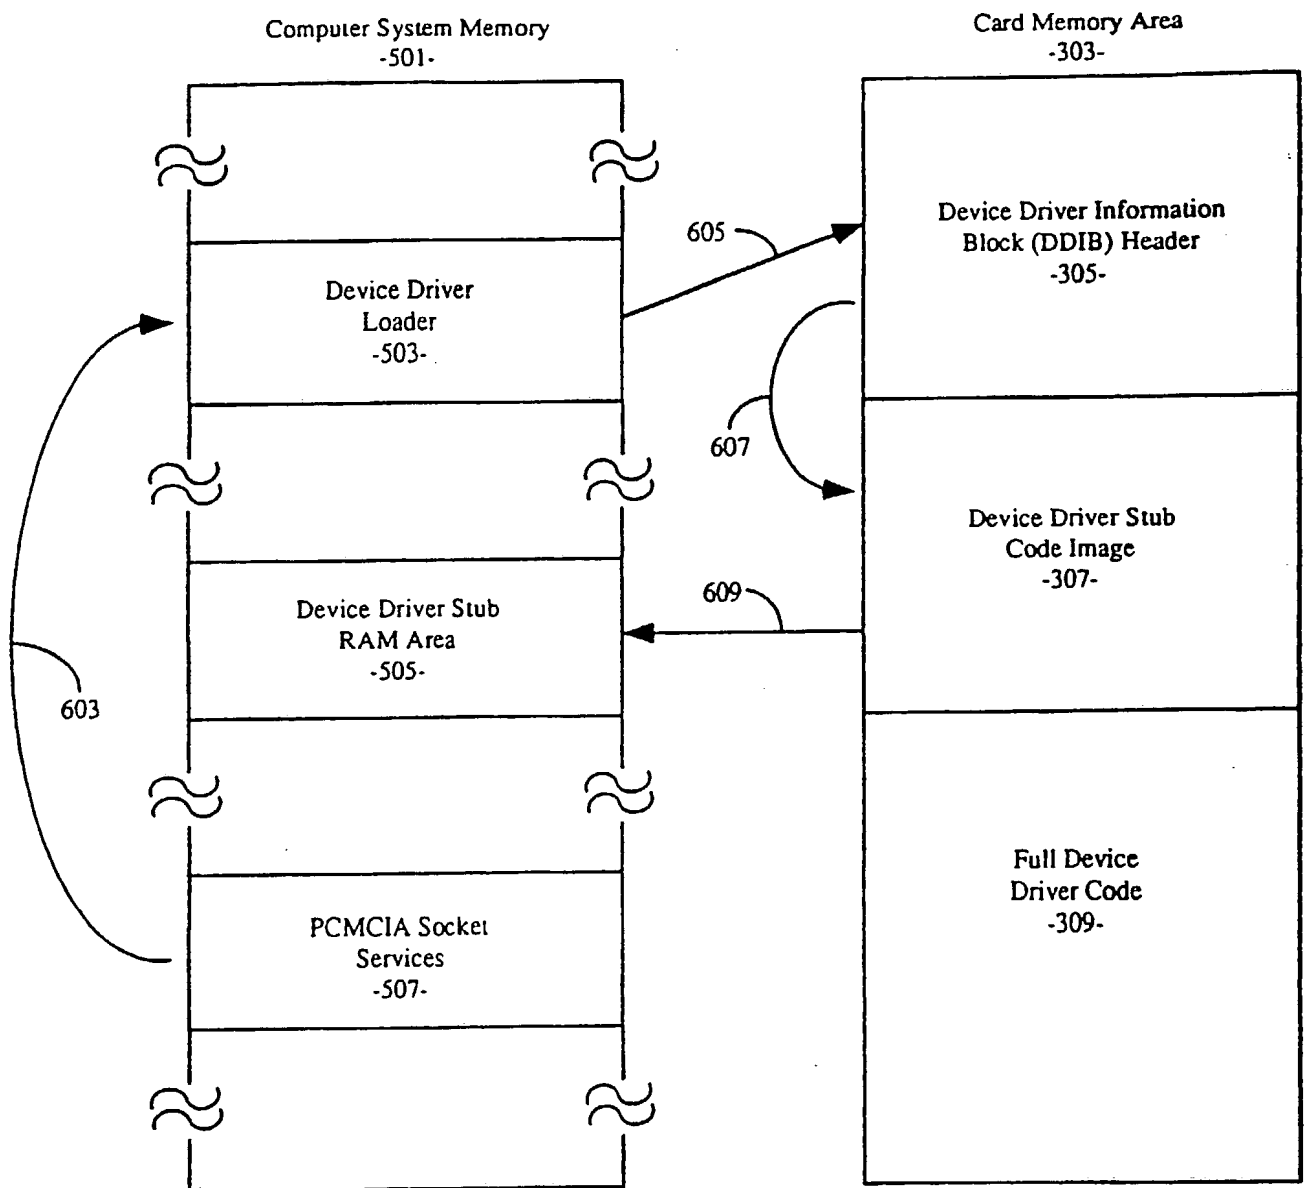 Computer System Memory
-501-
Card Memory Area
-303-
Device Driver Information
Block (DDIB) Header
-305-
605
Device Driver
Loader
-503-
607
Device Driver Stub
Code Image
-307-
609
Device Driver Stub
RAM Area
-505-
603
Full Device
Driver Code
-309-
PCMCIA Socket
Services
-507-